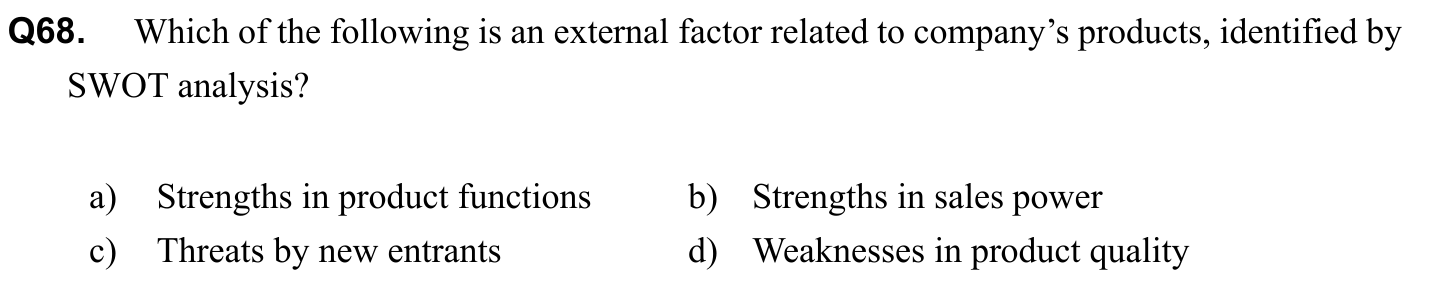 Q68. Which of the following is an external factor related to company’s products, identified by
SWOT analysis?
a) Strengths in product functions b) Strengths in sales power
c) Threats by new entrants d) Weaknesses in product quality